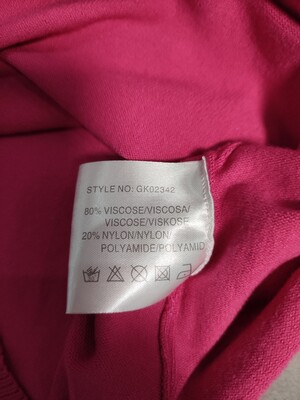 STYLE NO: GK02342
80% VISCOSE/VISCOSA/
VISCOSE/VISKOSE
20% NYLON/NYLON/
POLYAMIDE/POLYAMID